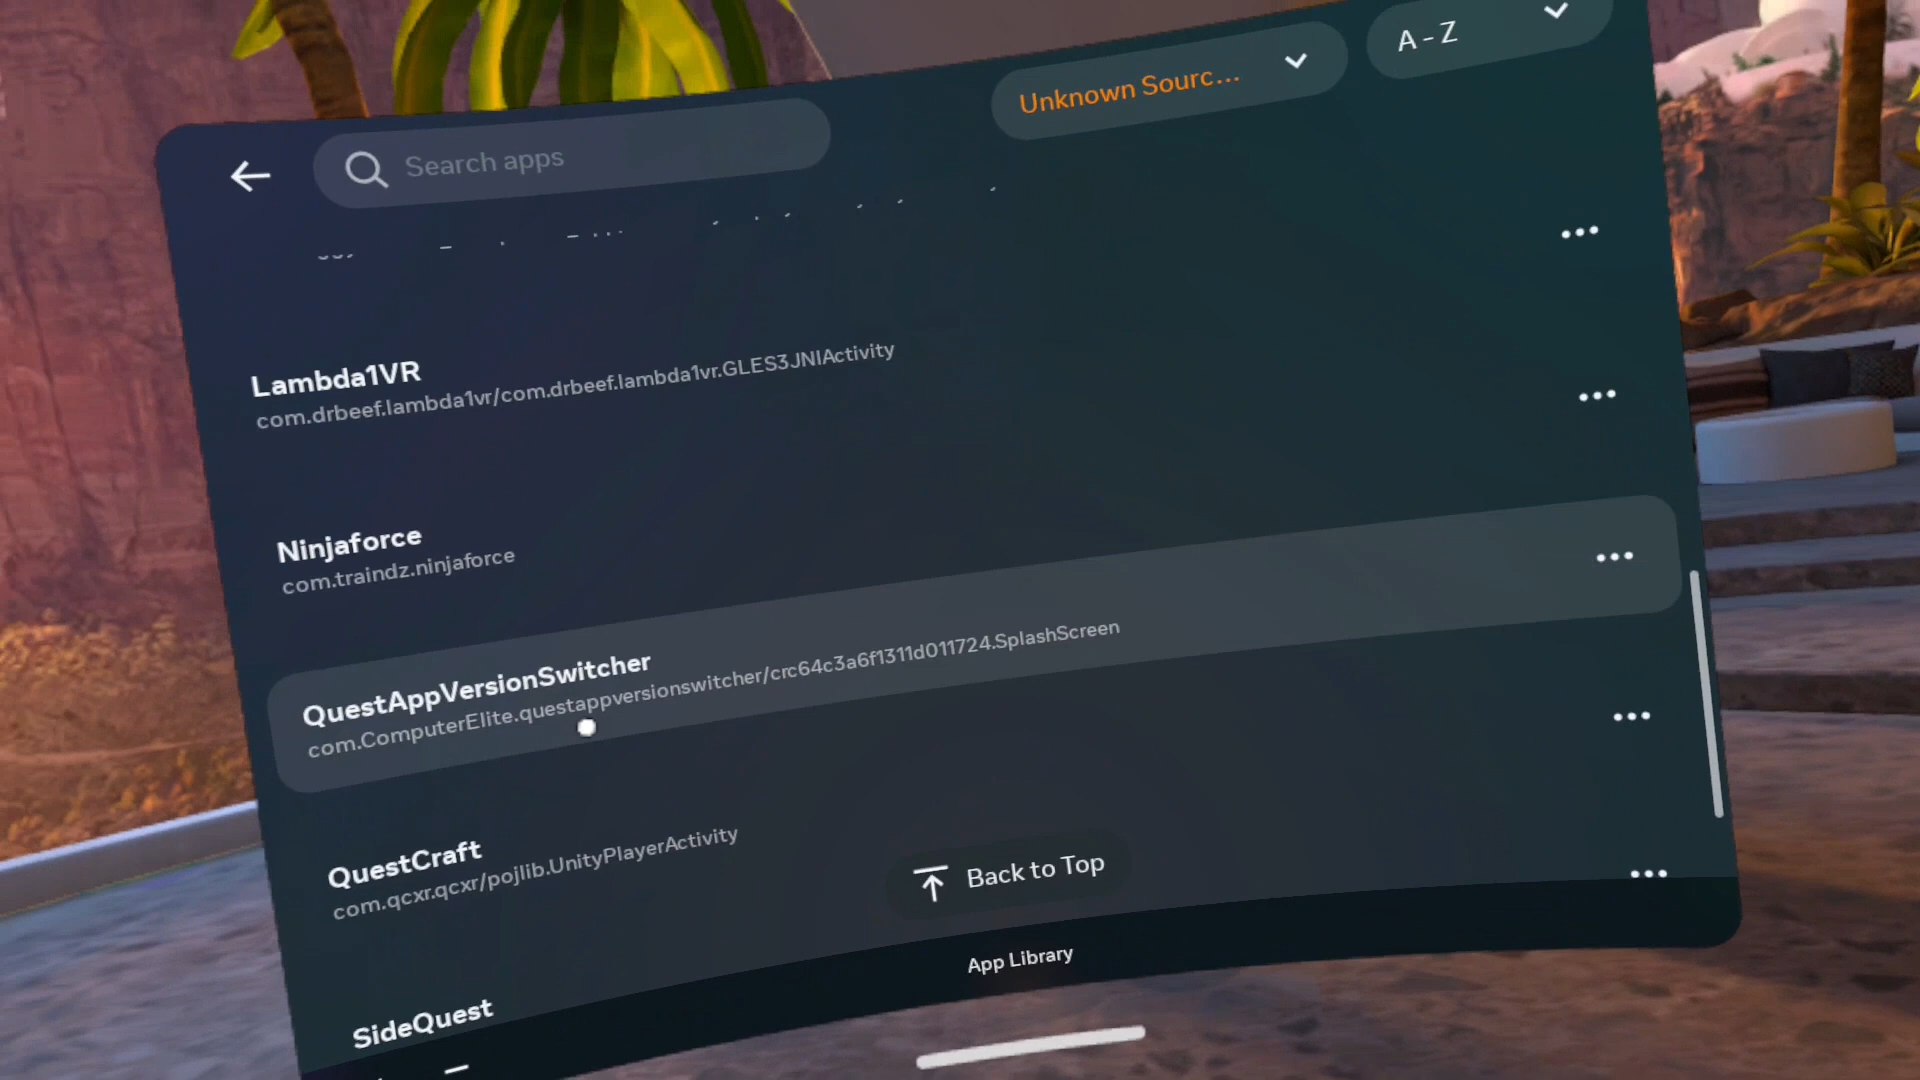 Search apps
Unknown Sourc...
A - Z
Lambda1VR
com.drbeef.lambda1vr/com.drbeef.lambda1vr.GLES3JNIActivity
Ninjaforce
com.traindz.ninjaforce
QuestAppVersionSwitcher
com.ComputerElite.questappversionswitcher/crc64c3a6f1311d011724.SplashScreen
QuestCraft
com.qcxr.qcxr/pojlib.UnityPlayerActivity
Back to Top
SideQuest
App Library